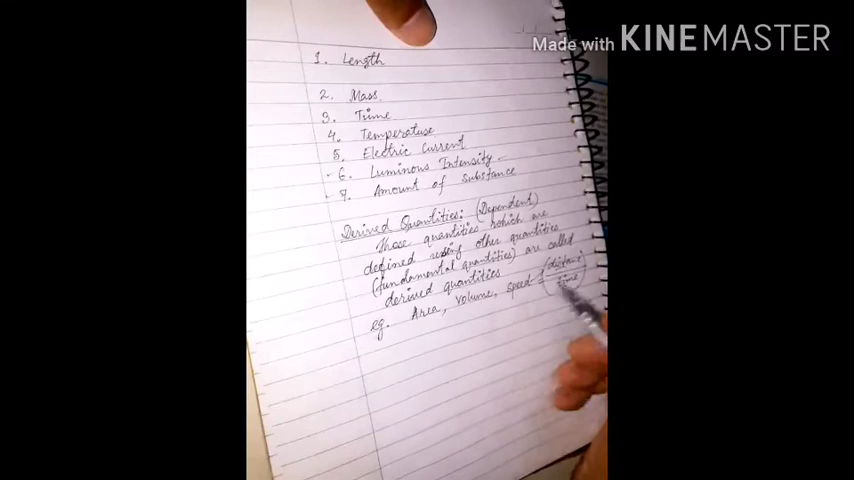 Made with KINEMASTER
1. Length
2. Mass.
3. Time
4. Temperature
5. Electric Current
6. Luminous Intensity
7. Amount of substance
Derived Quantities: (Dependent)
Those quantities which are
defined using other quantities
(fundamental quantities) are called
derived quantities
eg. Area, volume, speed (distance/time)